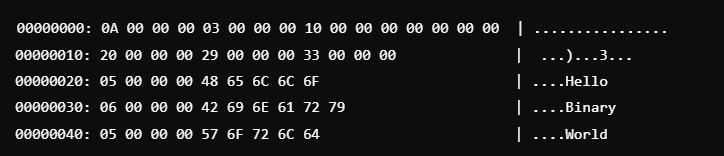 00000000: 0A 00 00 00 03 00 00 00 10 00 00 00 00 00 00 00 | ................
00000010: 20 00 00 00 29 00 00 00 33 00 00 00 | ...)...3...
00000020: 05 00 00 00 48 65 6C 6C 6F | ....Hello
00000030: 06 00 00 00 42 69 6E 61 72 79 | ....Binary
00000040: 05 00 00 00 57 6F 72 6C 64 | ....World